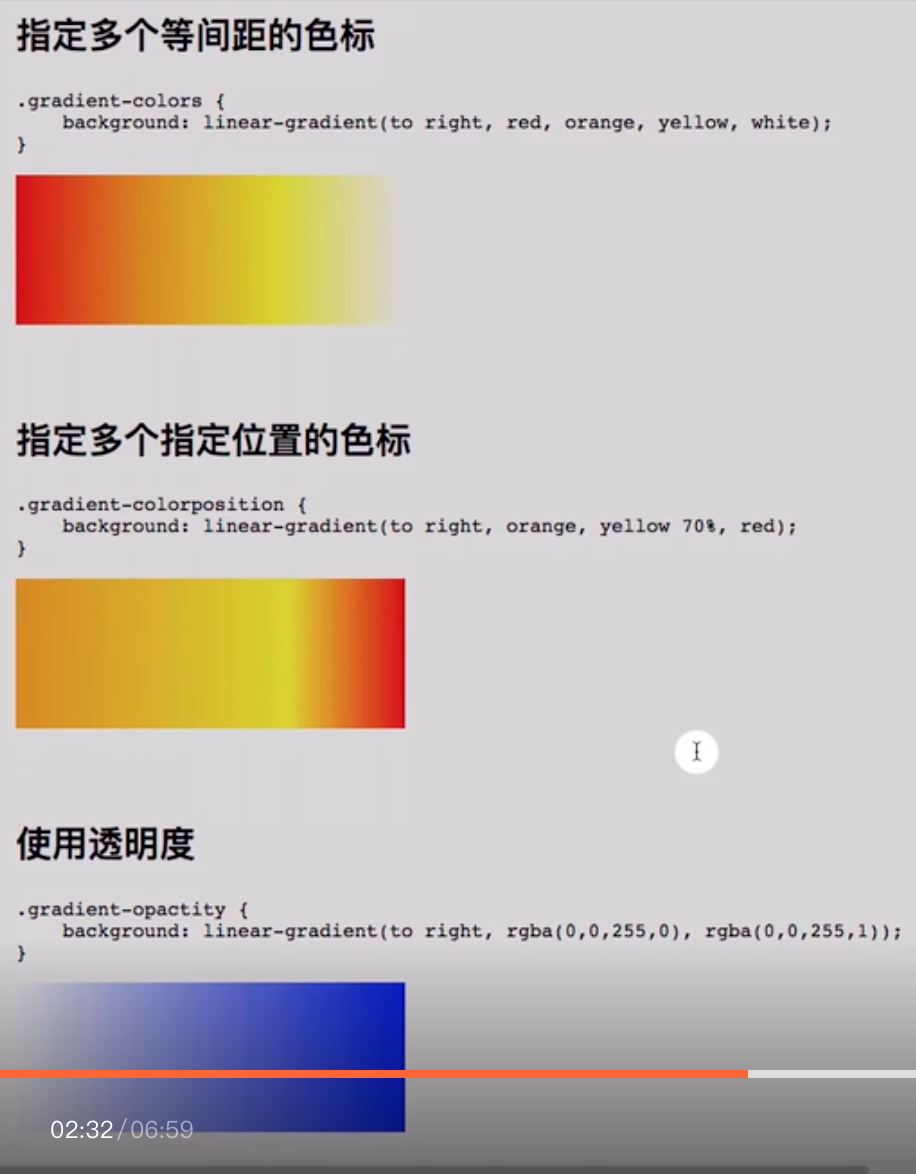 指定多个等间距的色标
.gradient-colors {
background: linear-gradient(to right, red, orange, yellow, white);
}
指定多个指定位置的色标
.gradient-colorposition {
background: linear-gradient(to right, orange, yellow 70%, red);
}
使用透明度
.gradient-opactity {
background: linear-gradient(to right, rgba(0,0,255,0), rgba(0,0,255,1));
}
02:32/06:59